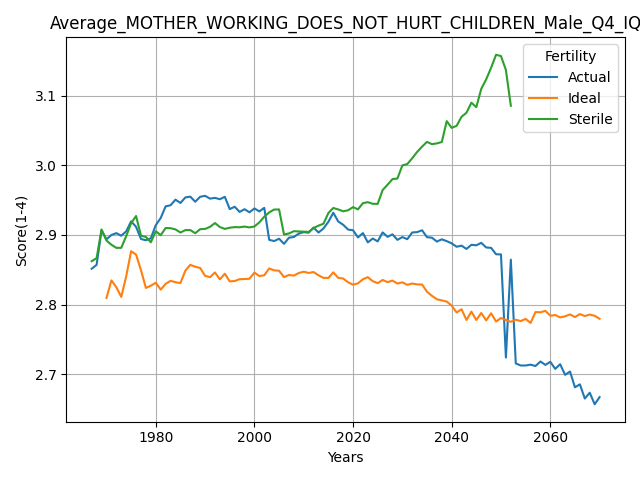 Average_MOTHER_WORKING_DOES_NOT_HURT_CHILDREN_Male_Q4_IQ
Fertility
Actual
Ideal
Sterile
3.1
3.0
2.9
2.8
2.7
Score(1-4)
1980
2000
2020
2040
2060
Years